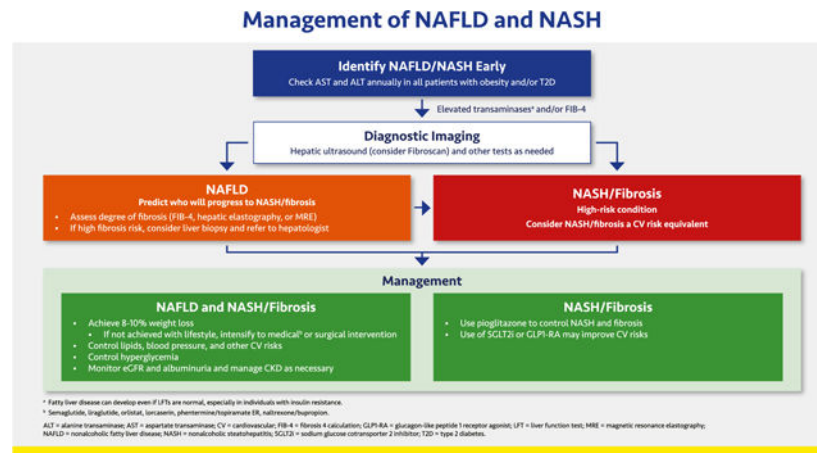 Management of NAFLD and NASH
Identify NAFLD/NASH Early
Check AST and ALT annually in all patients with obesity and/or T2D
Elevated transaminasesᵃ and/or FIB-4
Diagnostic Imaging
Hepatic ultrasound (consider Fibroscan) and other tests as needed
NAFLD
Predict who will progress to NASH/fibrosis
• Assess degree of fibrosis (FIB-4, hepatic elastography, or MRE)
• If high fibrosis risk, consider liver biopsy and refer to hepatologist
NASH/Fibrosis
High-risk condition
Consider NASH/fibrosis a CV risk equivalent
Management
NAFLD and NASH/Fibrosis
• Achieve 8-10% weight loss
• If not achieved with lifestyle, intensify to medicalᵇ or surgical intervention
• Control lipids, blood pressure, and other CV risks
• Control hyperglycemia
• Monitor eGFR and albuminuria and manage CKD as necessary
NASH/Fibrosis
• Use pioglitazone to control NASH and fibrosis
• Use of SGLT2i or GLP1-RA may improve CV risks
ᵃ Fatty liver disease can develop even if LFTs are normal, especially in individuals with insulin resistance.
ᵇ Semaglutide, liraglutide, orlistat, lorcaserin, phentermine/topiramate ER, naltrexone/bupropion.
ALT = alanine transaminase; AST = aspartate transaminase; CV = cardiovascular; FIB-4 = fibrosis 4 calculation; GLP1-RA = glucagon-like peptide 1 receptor agonist; LFT = liver function test; MRE = magnetic resonance elastography;
NAFLD = nonalcoholic fatty liver disease; NASH = nonalcoholic steatohepatitis; SGLT2i = sodium glucose cotransporter 2 inhibitor; T2D = type 2 diabetes.